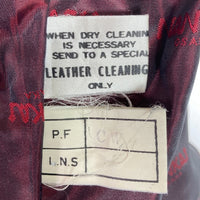 WHEN DRY CLEANING
IS NECESSARY
SEND TO A SPECIAL
LEATHER CLEANING
ONLY
P.F
I.N.S